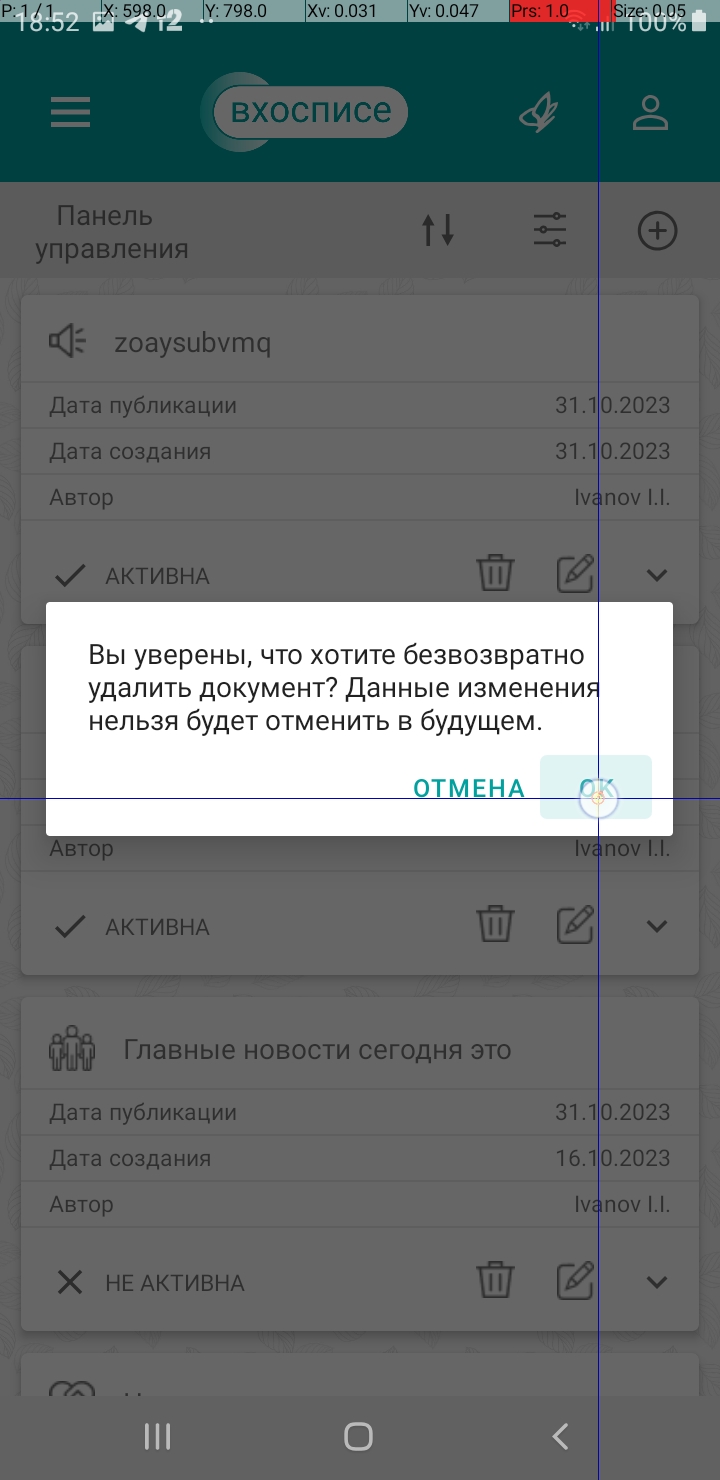 P: 1 / 1 X: 598.0 Y: 798.0 Xv: 0.031 Yv: 0.047 Prs: 1.0 Size: 0.05
18:52 100%
вхосписе
Панель
управления
zoaysubvmq
Дата публикации 31.10.2023
Дата создания 31.10.2023
Автор Ivanov I.I.
АКТИВНА
Вы уверены, что хотите безвозвратно
удалить документ? Данные изменения
нельзя будет отменить в будущем.
ОТМЕНА OK
Автор Ivanov I.I.
АКТИВНА
Главные новости сегодня это
Дата публикации 31.10.2023
Дата создания 16.10.2023
Автор Ivanov I.I.
НЕ АКТИВНА